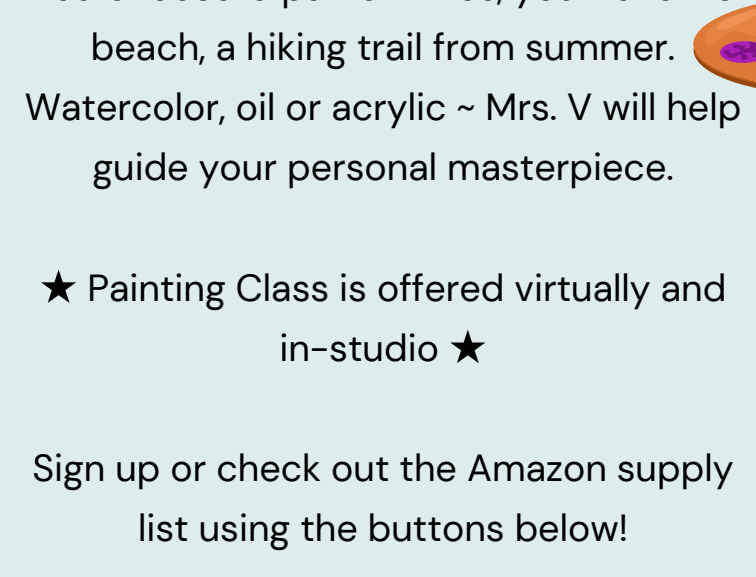 beach, a hiking trail from summer.
Watercolor, oil or acrylic ~ Mrs. V will help
guide your personal masterpiece.
★ Painting Class is offered virtually and
in-studio ★
Sign up or check out the Amazon supply
list using the buttons below!